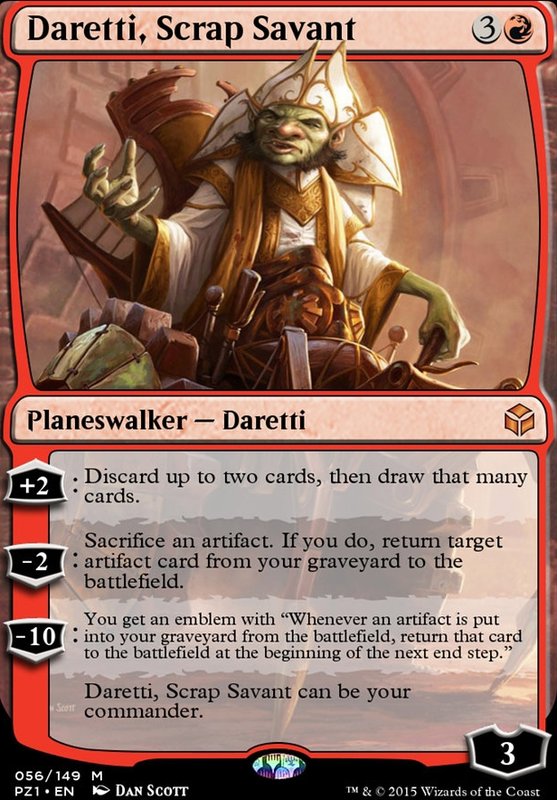 Daretti, Scrap Savant 3
Planeswalker — Daretti
+2 : Discard up to two cards, then draw that many
cards.
Sacrifice an artifact. If you do, return target
-2 : artifact card from your graveyard to the
battlefield.
You get an emblem with “Whenever an artifact is put
-10 : into your graveyard from the battlefield, return that card
to the battlefield at the beginning of the next end step.”
Daretti, Scrap Savant can be your
commander.
Scott
3
056/149 M
PZ1 • EN Dan Scott
™ & © 2015 Wizards of the Coast